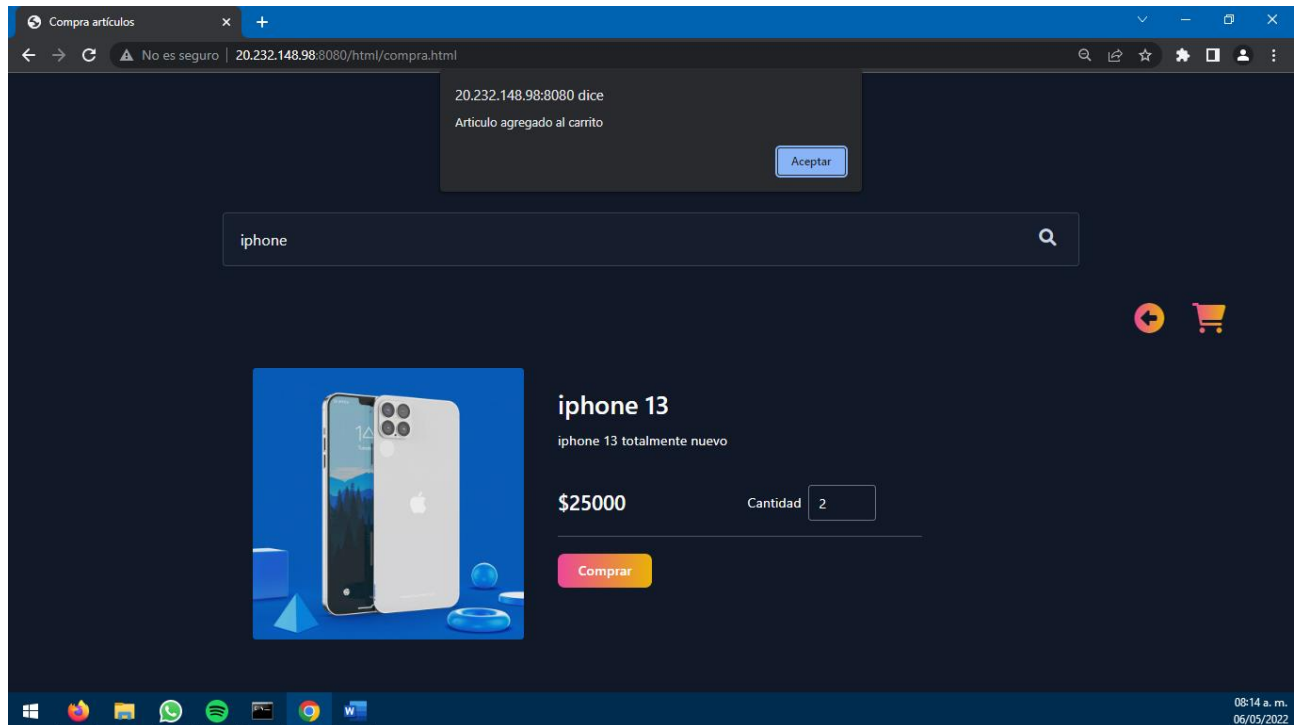 Compra artículos
No es seguro | 20.232.148.98:8080/html/compra.html
20.232.148.98:8080 dice
Articulo agregado al carrito
Aceptar
iphone
iphone 13
iphone 13 totalmente nuevo
$25000
Cantidad 2
Comprar
08:14 a. m.
06/05/2022